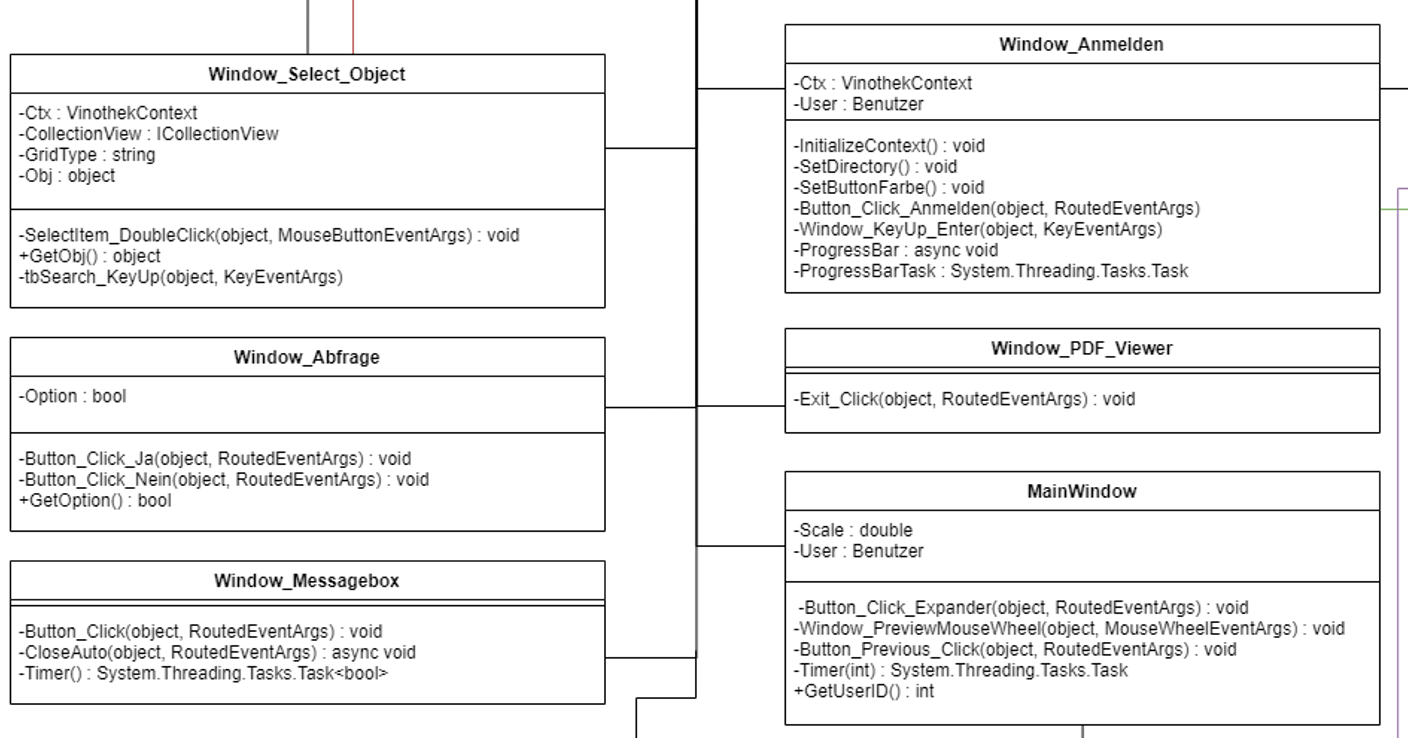 Window_Select_Object
-Ctx : VinothekContext
-CollectionView : ICollectionView
-GridType : string
-Obj : object
-SelectItem_DoubleClick(object, MouseButtonEventArgs) : void
+GetObj() : object
-tbSearch_KeyUp(object, KeyEventArgs)
Window_Abfrage
-Option : bool
-Button_Click_Ja(object, RoutedEventArgs) : void
-Button_Click_Nein(object, RoutedEventArgs) : void
+GetOption() : bool
Window_Messagebox
-Button_Click(object, RoutedEventArgs) : void
-CloseAuto(object, RoutedEventArgs) : async void
-Timer() : System.Threading.Tasks.Task<bool>
Window_Anmelden
-Ctx : VinothekContext
-User : Benutzer
-InitializeContext() : void
-SetDirectory() : void
-SetButtonFarbe() : void
-Button_Click_Anmelden(object, RoutedEventArgs)
-Window_KeyUp_Enter(object, KeyEventArgs)
-ProgressBar : async void
-ProgressBarTask : System.Threading.Tasks.Task
Window_PDF_Viewer
-Exit_Click(object, RoutedEventArgs) : void
MainWindow
-Scale : double
-User : Benutzer
-Button_Click_Expander(object, RoutedEventArgs) : void
-Window_PreviewMouseWheel(object, MouseWheelEventArgs) : void
-Button_Previous_Click(object, RoutedEventArgs) : void
-Timer(int) : System.Threading.Tasks.Task
+GetUserID() : int